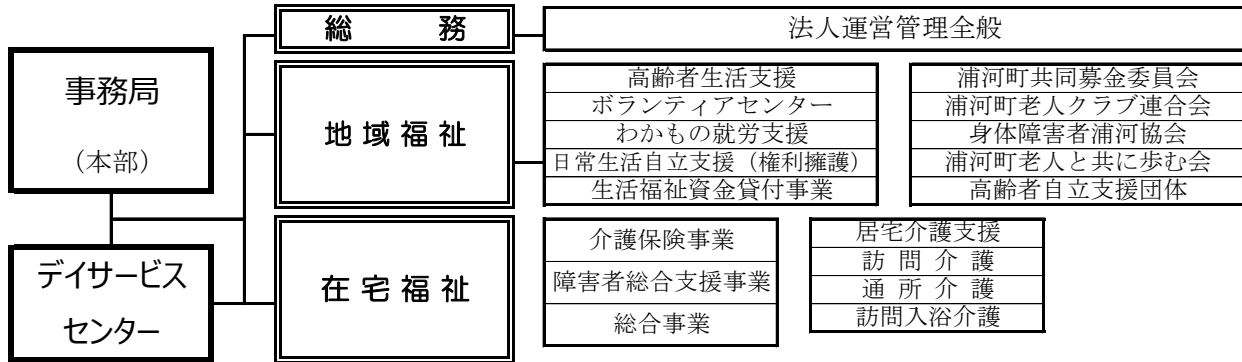 総　務
法人運営管理全般
事務局
（本部）
デイサービス
センター
地域福祉
高齢者生活支援
ボランティアセンター
わかもの就労支援
日常生活自立支援（権利擁護）
生活福祉資金貸付事業
浦河町共同募金委員会
浦河町老人クラブ連合会
身体障害者浦河協会
浦河町老人と共に歩む会
高齢者自立支援団体
在宅福祉
介護保険事業
障害者総合支援事業
総合事業
居宅介護支援
訪問介護
通所介護
訪問入浴介護